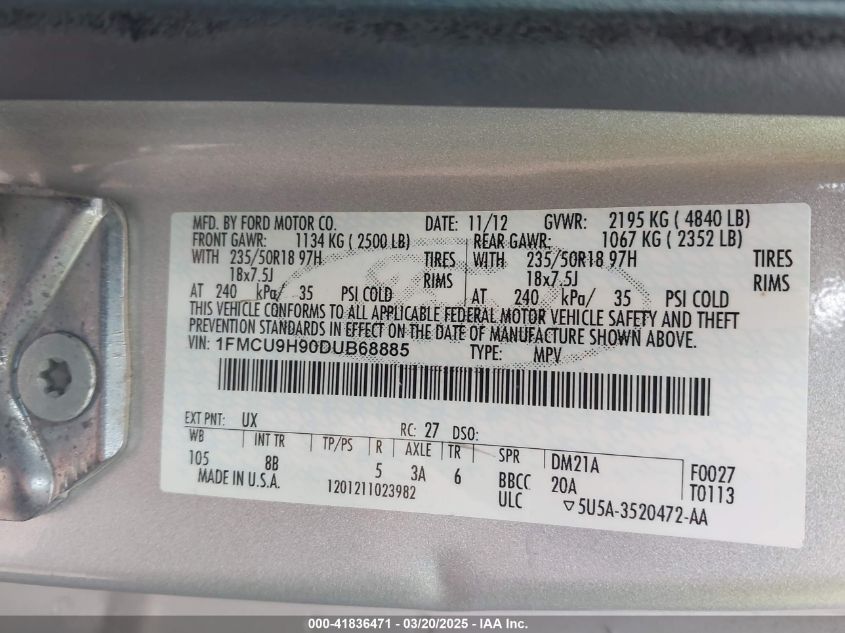 MFD. BY FORD MOTOR CO. DATE: 11/12 GVWR: 2195 KG ( 4840 LB)
FRONT GAWR: 1134 KG ( 2500 LB) REAR GAWR: 1067 KG ( 2352 LB)
WITH 235/50R18 97H TIRES WITH 235/50R18 97H TIRES
18x7.5J RIMS 18x7.5J RIMS
AT 240 kPa/ 35 PSI COLD AT 240 kPa/ 35 PSI COLD
THIS VEHICLE CONFORMS TO ALL APPLICABLE FEDERAL MOTOR VEHICLE SAFETY AND THEFT
PREVENTION STANDARDS IN EFFECT ON THE DATE OF MANUFACTURE SHOWN ABOVE.
VIN: 1FMCU9H90DUB68885 TYPE: MPV
EXT PNT: UX RC: 27 DSO:
WB INT TR TP/PS R AXLE TR SPR DM21A F0027
105 8B 5 3A 6 BBCC 20A T0113
MADE IN U.S.A. 1201211023982 ULC ▽5U5A-3520472-AA
000-41836471 - 03/20/2025 - IAA Inc.